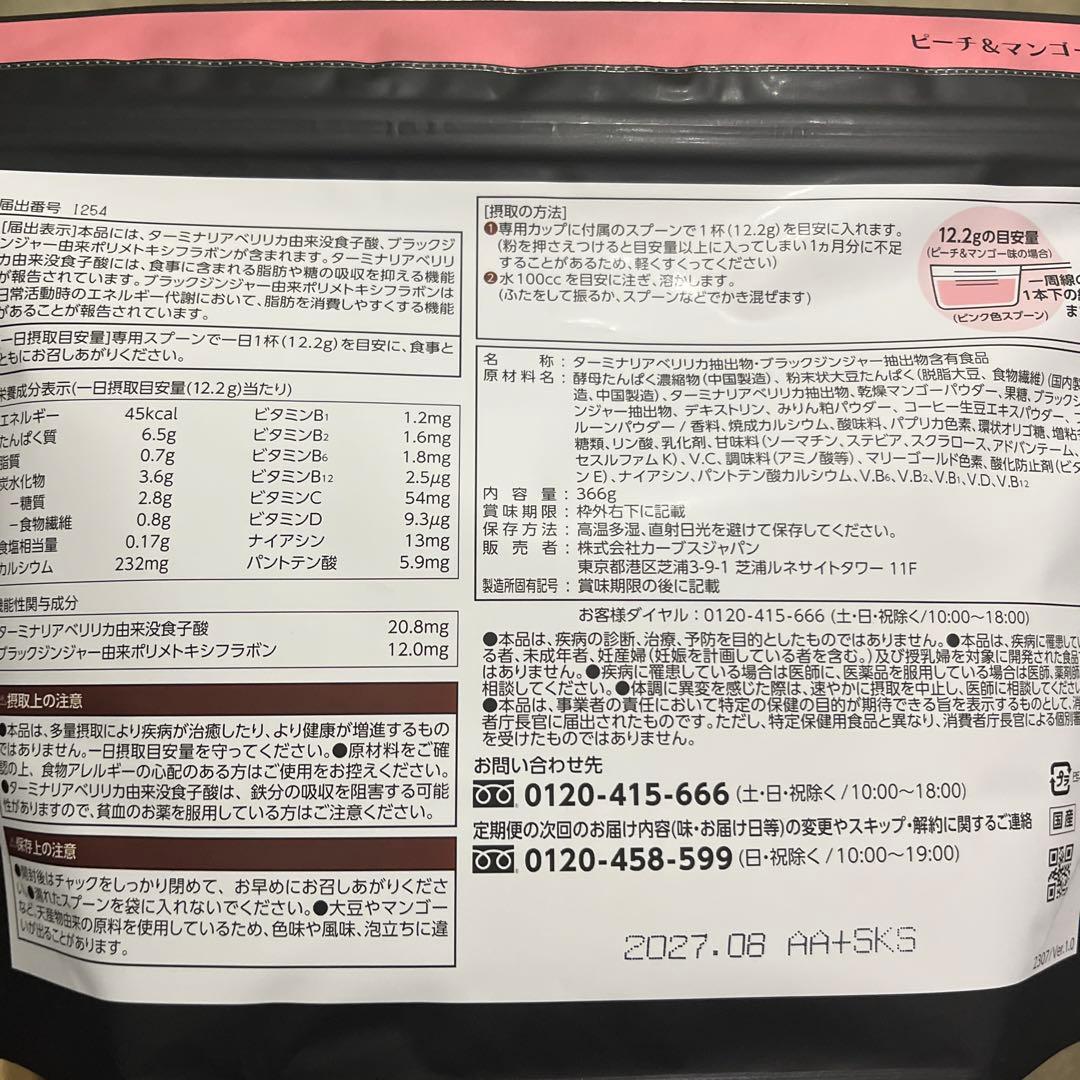 ピーチ&マンゴー
届出番号 1254
[届出表示]本品には、ターミナリアベリリカ由来没食子酸、ブラックジ
ンジャー由来ポリメトキシフラボンが含まれます。ターミナリアベリリ
カ由来没食子酸には、食事に含まれる脂肪や糖の吸収を抑える機能
が報告されています。ブラックジンジャー由来ポリメトキシフラボンは
日常活動時のエネルギー代謝において、脂肪を消費しやすくする機能
があることが報告されています。
一日摂取目安量]専用スプーンで一日1杯(12.2g)を目安に、食事と
ともにお召しあがりください。
栄養成分表示(一日摂取目安量(12.2g)当たり)
エネルギー 45kcal ビタミンB1 1.2mg
たんぱく質 6.5g ビタミンB2 1.6mg
脂質 0.7g ビタミンB6 1.8mg
炭水化物 3.6g ビタミンB12 2.5μg
−糖質 2.8g ビタミンC 54mg
−食物繊維 0.8g ビタミンD 9.3μg
食塩相当量 0.17g ナイアシン 13mg
カルシウム 232mg パントテン酸 5.9mg
機能性関与成分
ターミナリアベリリカ由来没食子酸 20.8mg
ブラックジンジャー由来ポリメトキシフラボン 12.0mg
摂取上の注意
●本品は、多量摂取により疾病が治癒したり、より健康が増進するもの
ではありません。一日摂取目安量を守ってください。●原材料をご確
認の上、食物アレルギーの心配のある方はご使用をお控えください。
●ターミナリアベリリカ由来没食子酸は、鉄分の吸収を阻害する可能
性がありますので、貧血のお薬を服用している方はご注意ください。
保存上の注意
●開封後はチャックをしっかり閉めて、お早めにお召しあがりくださ
い。●濡れたスプーンを袋に入れないでください。●大豆やマンゴー
など、天産物由来の原料を使用しているため、色味や風味、泡立ちに違
いが出ることがあります。
[摂取の方法]
❶専用カップに付属のスプーンで1杯(12.2g)を目安に入れます。
(粉を押さえつけると目安量以上に入ってしまい1ヵ月分に不足
することがあるため、軽くすくってください)
❷水100ccを目安に注ぎ、溶かします。
(ふたをして振るか、スプーンなどでかき混ぜます)
12.2gの目安量
(ピーチ&マンゴー味の場合)
一周線の
1本下の
ま
(ピンク色スプーン)
名称:ターミナリアベリリカ抽出物・ブラックジンジャー抽出物含有食品
原材料名:酵母たんぱく濃縮物(中国製造)、粉末状大豆たんぱく(脱脂大豆、食物繊維)(国内製
造、中国製造)、ターミナリアベリリカ抽出物、乾燥マンゴーパウダー、果糖、ブラックジ
ンジャー抽出物、デキストリン、みりん粕パウダー、コーヒー生豆エキスパウダー、
ルーンパウダー/香料、焼成カルシウム、酸味料、パプリカ色素、環状オリゴ糖、増粘
糖類、リン酸、乳化剤、甘味料(ソーマチン、ステビア、スクラロース、アドバンテーム、
セスルファムK)、V.C、調味料(アミノ酸等)、マリーゴールド色素、酸化防止剤(ビタ
ンE)、ナイアシン、パントテン酸カルシウム、V.B6、V.B2、V.B1、V.D、V.B12
内容量:366g
賞味期限:枠外右下に記載
保存方法:高温多湿、直射日光を避けて保存してください。
販売者:株式会社カーブスジャパン
東京都港区芝浦3-9-1 芝浦ルネサイトタワー 11F
製造所固有記号:賞味期限の後に記載
お客様ダイヤル:0120-415-666(土・日・祝除く/10:00〜18:00)
●本品は、疾病の診断、治療、予防を目的としたものではありません。●本品は、疾病に罹患してい
る者、未成年者、妊産婦(妊娠を計画している者を含む。)及び授乳婦を対象に開発された食品で
はありません。●疾病に罹患している場合は医師に、医薬品を服用している場合は医師、薬剤師
相談してください。●体調に異変を感じた際は、速やかに摂取を中止し、医師に相談してください
●本品は、事業者の責任において特定の保健の目的が期待できる旨を表示するものとして、消
者庁長官に届出されたものです。ただし、特定保健用食品と異なり、消費者庁長官による個別審
を受けたものではありません。
お問い合わせ先
0120-415-666(土・日・祝除く/10:00〜18:00)
定期便の次回のお届け内容(味・お届け日等)の変更やスキップ・解約に関するご連絡
0120-458-599(日・祝除く/10:00〜19:00)
プラ
国産
2027.08 AA+SKS
2307/Ver.1.0